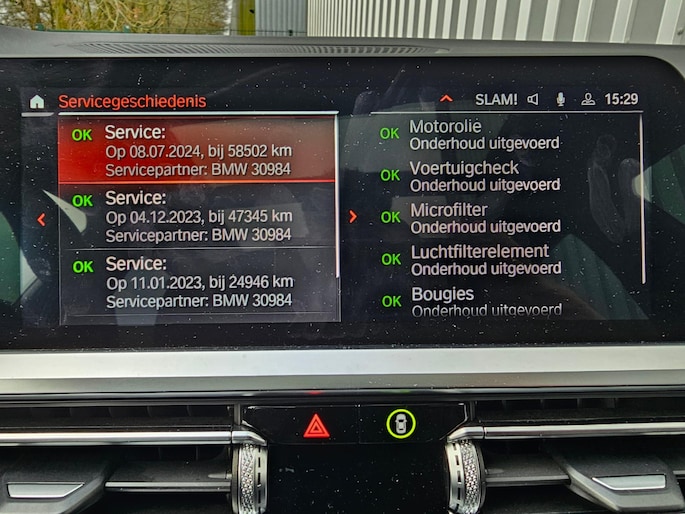 Servicegeschiedenis
SLAM!
15:29
OK Service:
Op 08.07.2024, bij 58502 km
Servicepartner: BMW 30984
OK Service:
Op 04.12.2023, bij 47345 km
Servicepartner: BMW 30984
OK Service:
Op 11.01.2023, bij 24946 km
Servicepartner: BMW 30984
OK Motorolie
Onderhoud uitgevoerd
OK Voertuigcheck
Onderhoud uitgevoerd
OK Microfilter
Onderhoud uitgevoerd
OK Luchtfilterelement
Onderhoud uitgevoerd
OK Bougies
Onderhoud uitgevoerd